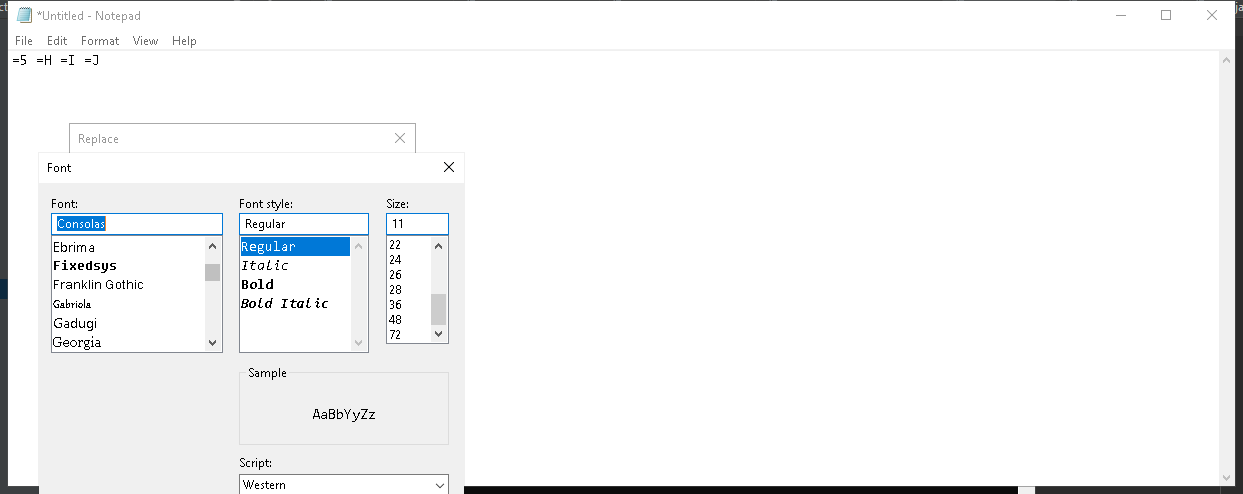 *Untitled - Notepad
File Edit Format View Help
=5 =H =I =J
Replace
Font
Font: Font style: Size:
Consolas Regular 11
Ebrima
Fixedsys
Franklin Gothic
Gabriola
Gadugi
Georgia
Regular
Italic
Bold
Bold Italic
22
24
26
28
36
48
72
Sample
AaBbYyZz
Script:
Western